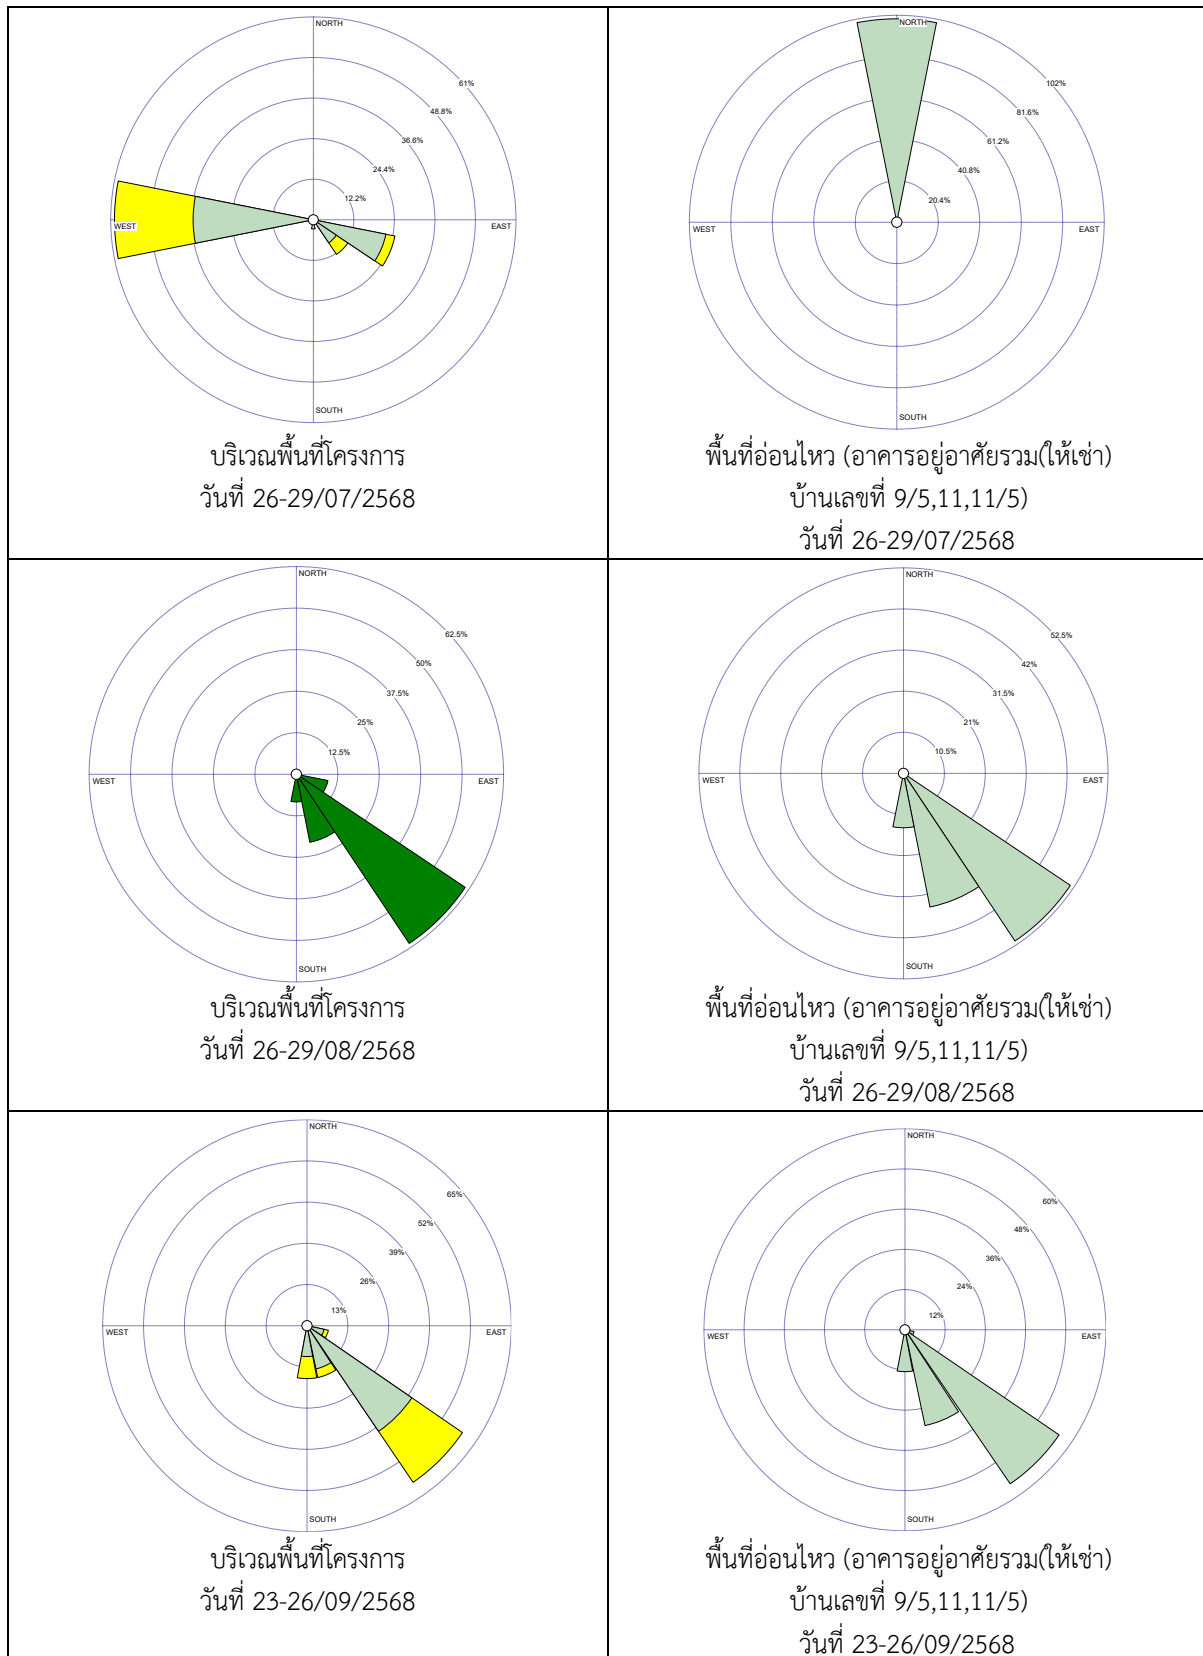 NORTH
61%
48.8%
36.6%
24.4%
12.2%
WEST
EAST
SOUTH
บริเวณพื้นที่โครงการ
วันที่ 26-29/07/2568
NORTH
102%
81.6%
61.2%
40.8%
20.4%
WEST
EAST
SOUTH
พื้นที่อ่อนไหว (อาคารอยู่อาศัยรวม(ให้เช่า)
บ้านเลขที่ 9/5,11,11/5)
วันที่ 26-29/07/2568
NORTH
62.5%
50%
37.5%
25%
12.5%
WEST
EAST
SOUTH
บริเวณพื้นที่โครงการ
วันที่ 26-29/08/2568
NORTH
52.5%
42%
31.5%
21%
10.5%
WEST
EAST
SOUTH
พื้นที่อ่อนไหว (อาคารอยู่อาศัยรวม(ให้เช่า)
บ้านเลขที่ 9/5,11,11/5)
วันที่ 26-29/08/2568
NORTH
65%
52%
39%
26%
13%
WEST
EAST
SOUTH
บริเวณพื้นที่โครงการ
วันที่ 23-26/09/2568
NORTH
60%
48%
36%
24%
12%
WEST
EAST
SOUTH
พื้นที่อ่อนไหว (อาคารอยู่อาศัยรวม(ให้เช่า)
บ้านเลขที่ 9/5,11,11/5)
วันที่ 23-26/09/2568